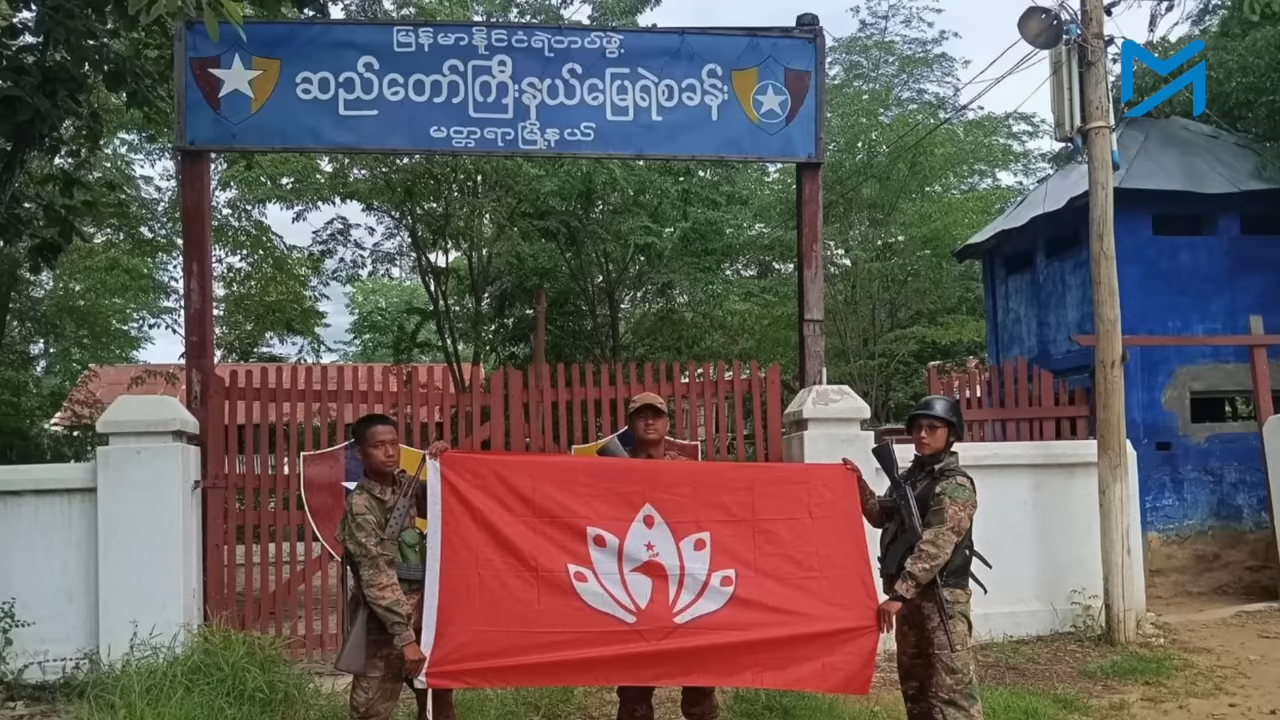 မြန်မာနိုင်ငံရဲတပ်ဖွဲ့
ဆည်တော်ကြီးနယ်မြေရဲစခန်း
မတ္တရာမြို့နယ်